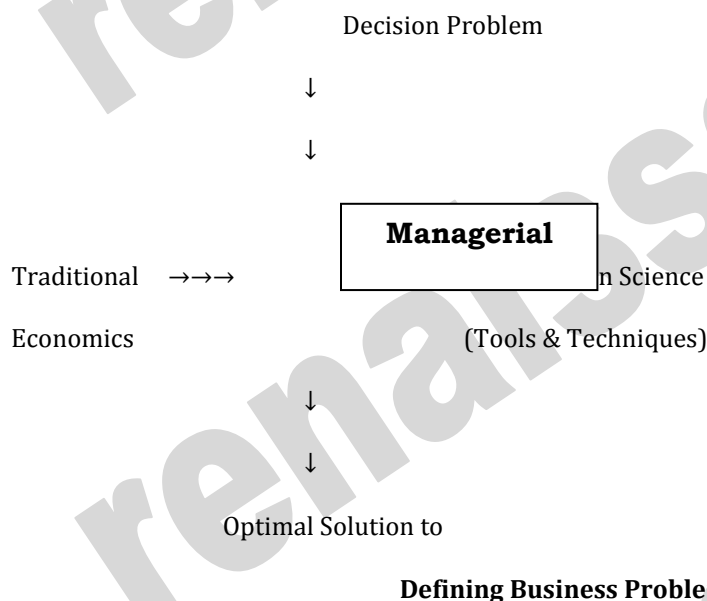 Decision Problem
↓
↓
Managerial
Traditional →→→ n Science
Economics (Tools & Techniques)
↓
↓
Optimal Solution to
Defining Business Proble